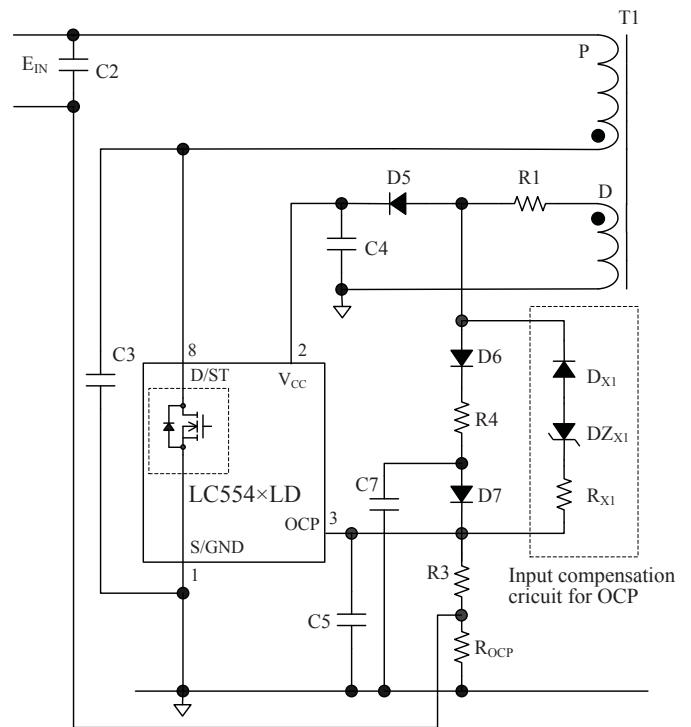 T1
P
E_IN
C2
D5
R1
D
C4
C3
8
2
D/ST
V_CC
D6
D_X1
R4
DZ_X1
LC554×LD
C7
D7
R_X1
OCP
3
S/GND
R3
Input compensation
cricuit for OCP
1
C5
R_OCP